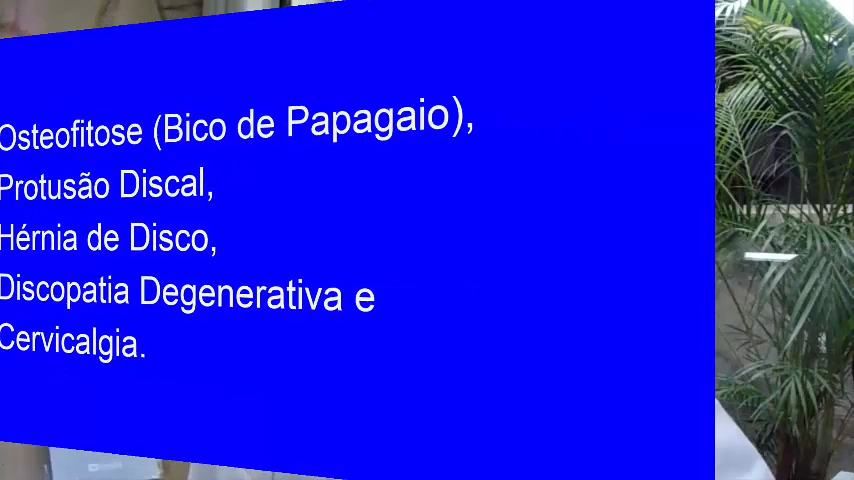 Osteofitose (Bico de Papagaio),
Protusão Discal,
Hérnia de Disco,
Discopatia Degenerativa e
Cervicalgia.